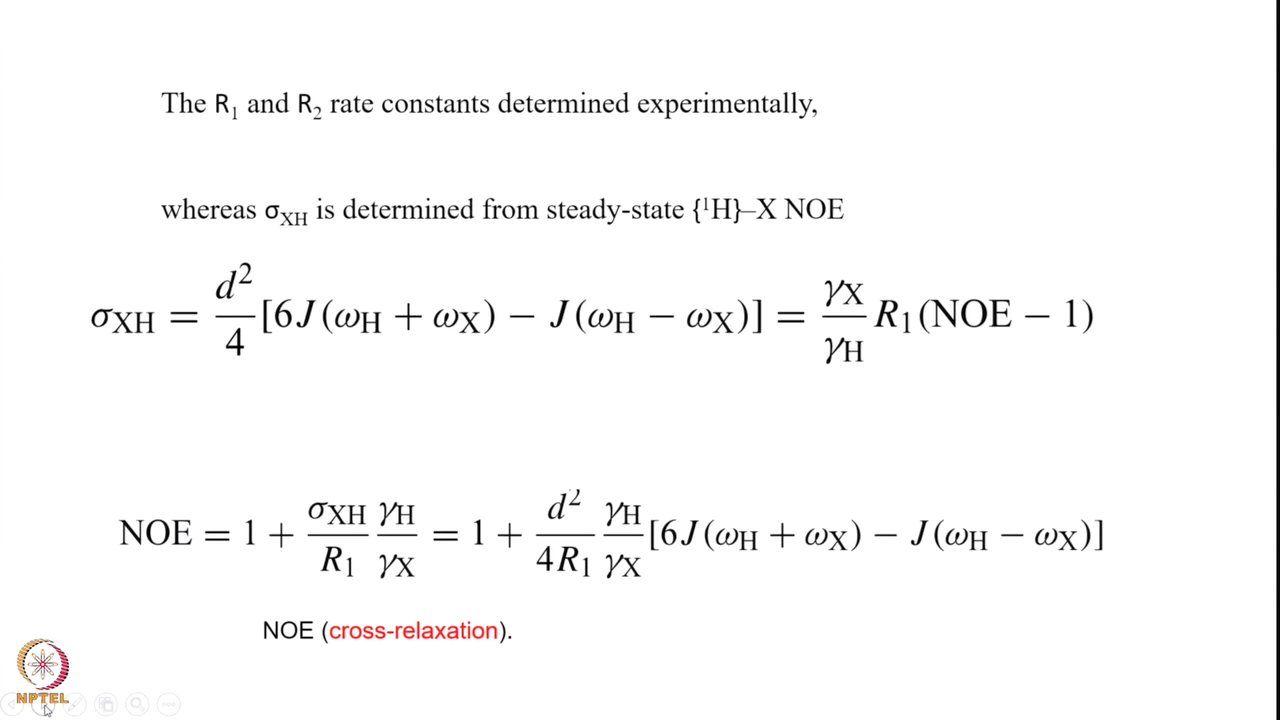 The R₁ and R₂ rate constants determined experimentally,
whereas σ_XH is determined from steady-state {¹H}–X NOE
σ_XH = d²/4 [6J(ω_H + ω_X) − J(ω_H − ω_X)] = γ_X/γ_H R₁(NOE − 1)
NOE = 1 + σ_XH/R₁ γ_H/γ_X = 1 + d²/4R₁ γ_H/γ_X [6J(ω_H + ω_X) − J(ω_H − ω_X)]
NOE (cross-relaxation).
NPTEL